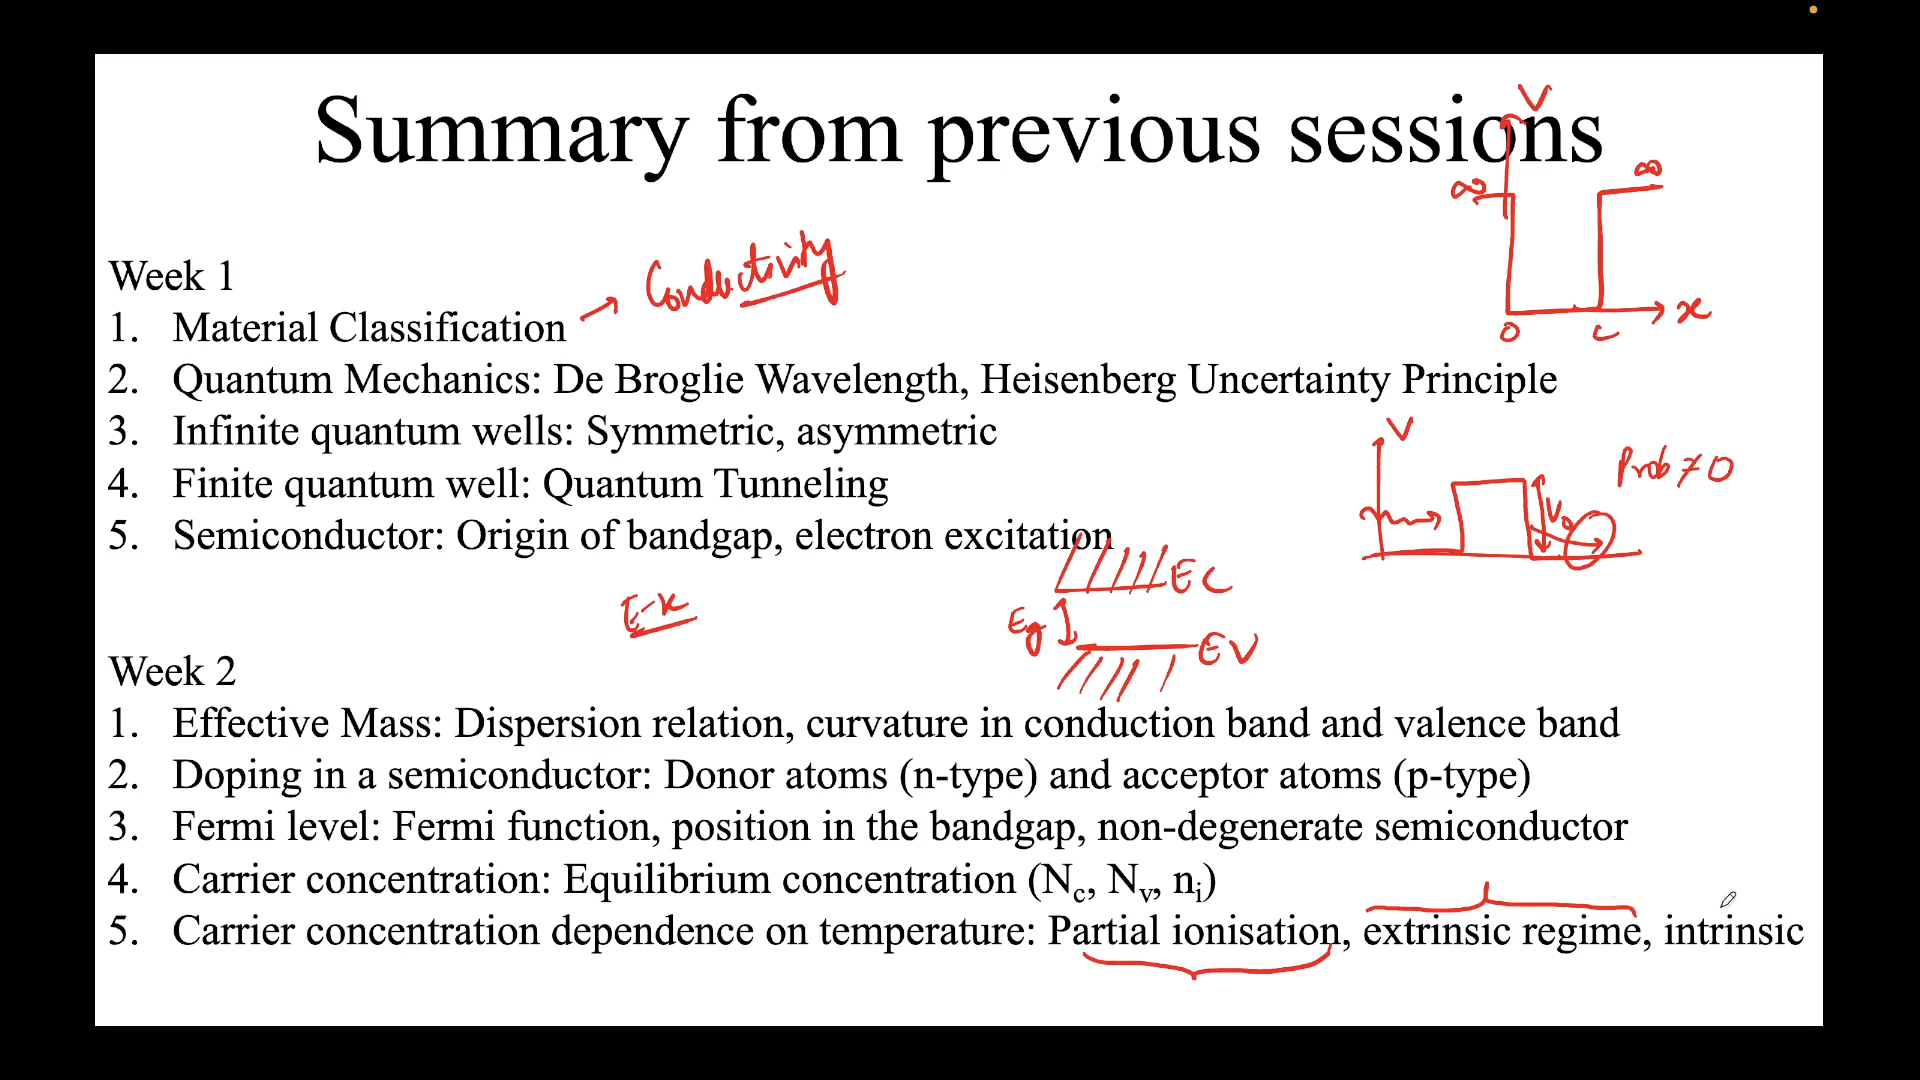 Summary from previous sessions
V
∞
∞
0
L
x
Week 1
Conductivity
1. Material Classification
2. Quantum Mechanics: De Broglie Wavelength, Heisenberg Uncertainty Principle
3. Infinite quantum wells: Symmetric, asymmetric
V
Prob ≠ 0
4. Finite quantum well: Quantum Tunneling
V₀
5. Semiconductor: Origin of bandgap, electron excitation
EC
E-k
Eg
EV
Week 2
1. Effective Mass: Dispersion relation, curvature in conduction band and valence band
2. Doping in a semiconductor: Donor atoms (n-type) and acceptor atoms (p-type)
3. Fermi level: Fermi function, position in the bandgap, non-degenerate semiconductor
4. Carrier concentration: Equilibrium concentration (Nc, Nv, ni)
5. Carrier concentration dependence on temperature: Partial ionisation, extrinsic regime, intrinsic